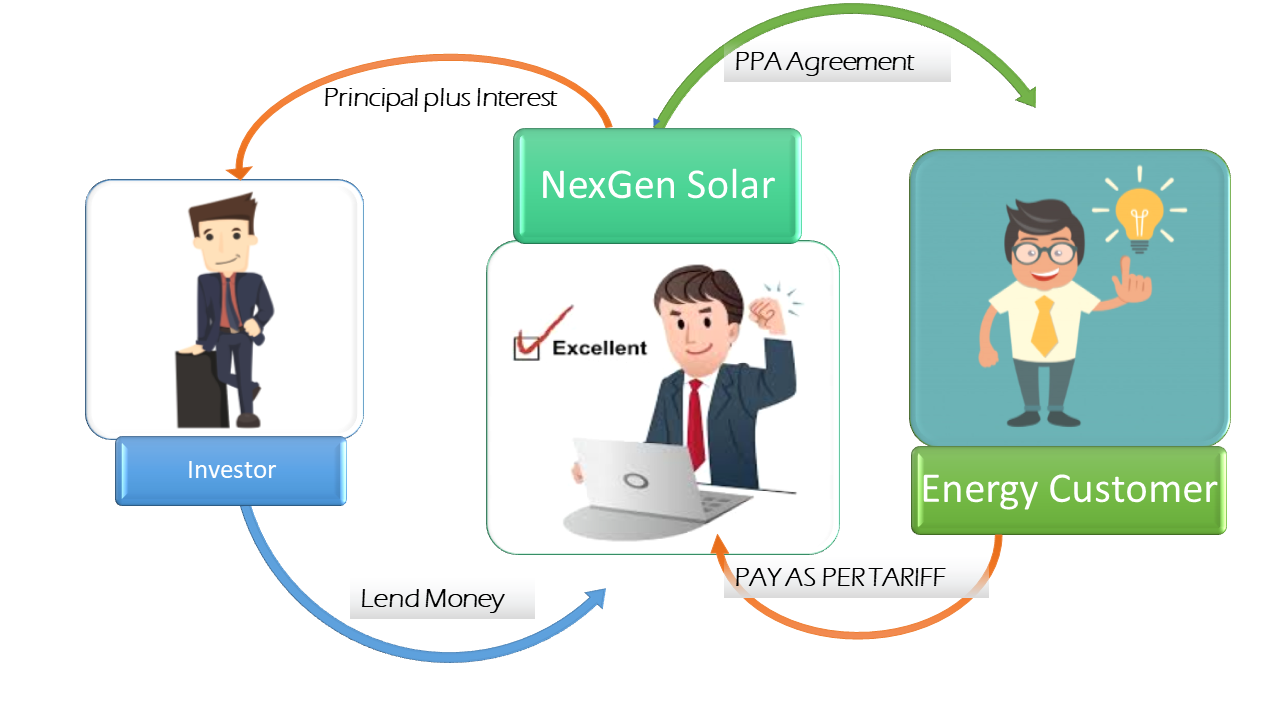 PPA Agreement
Principal plus Interest
NexGen Solar
Excellent
Investor
Energy Customer
PAY AS PER TARIFF
Lend Money